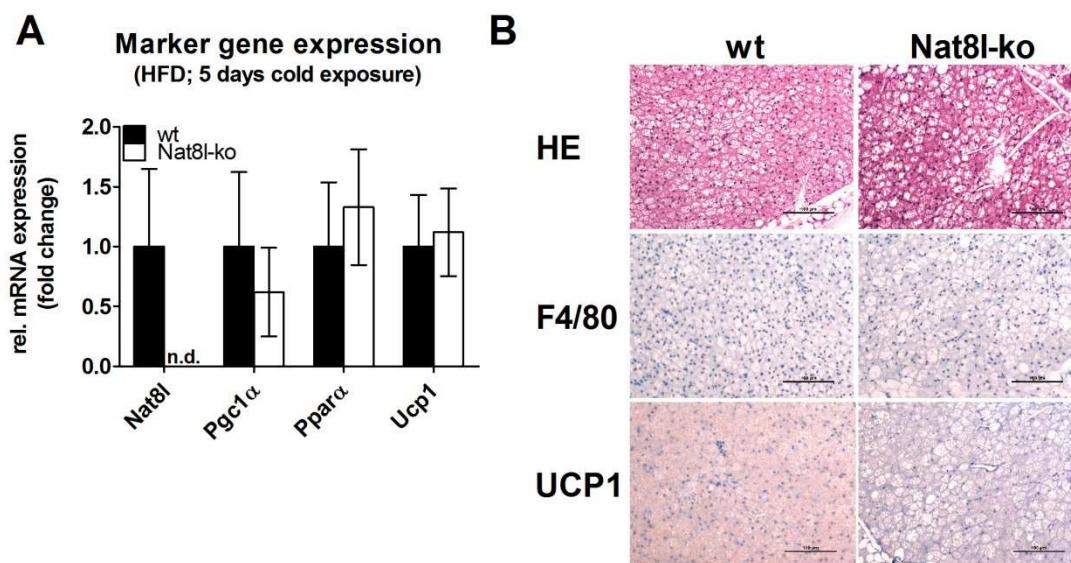 A
Marker gene expression
(HFD; 5 days cold exposure)
rel. mRNA expression
(fold change)
2.0
1.5
1.0
0.5
0.0
wt
Nat8l-ko
n.d.
Nat8l
Pgc1α
Pparα
Ucp1
B
wt
Nat8l-ko
HE
F4/80
UCP1